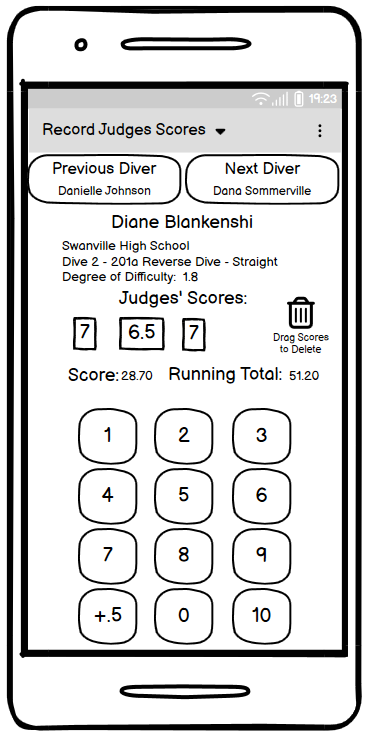 19:23
Record Judges Scores
Previous Diver
Danielle Johnson
Next Diver
Dana Sommerville
Diane Blankenshi
Swanville High School
Dive 2 - 201a Reverse Dive - Straight
Degree of Difficulty: 1.8
Judges' Scores:
7 6.5 7
Drag Scores
to Delete
Score: 28.70 Running Total: 51.20
1 2 3
4 5 6
7 8 9
+.5 0 10